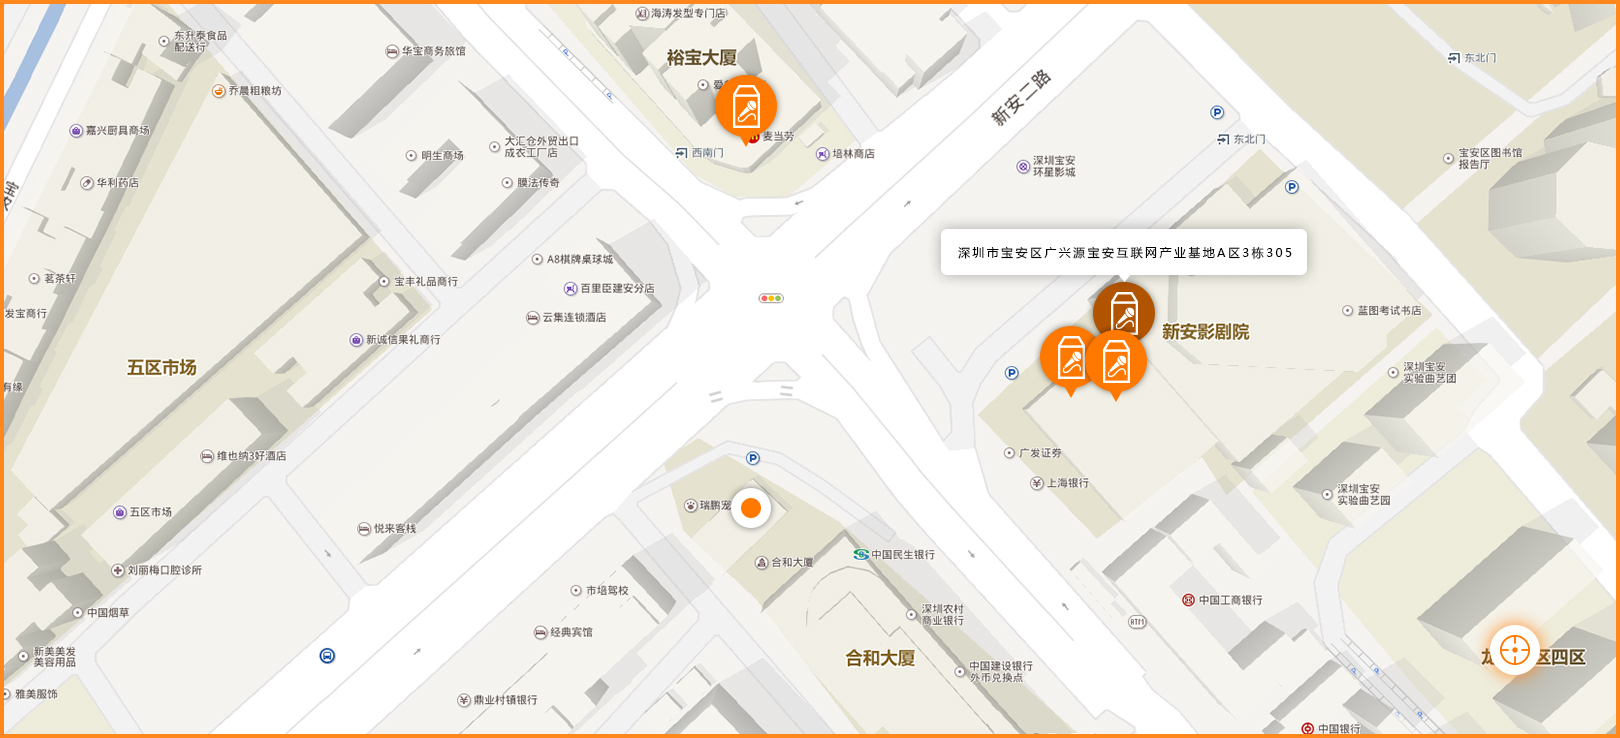 海涛发型专门店
东升泰食品
配送行
华宝商务旅馆
裕宝大厦
东北门
新安二路
乔晨粗粮坊
嘉兴厨具商场
麦当劳
P
东北门
大汇仓外贸出口
成衣工厂店
明生商场
西南门
培林商店
深圳宝安
环星影城
宝安区图书馆
报告厅
华利药店
膜法传奇
P
深圳市宝安区广兴源宝安互联网产业基地A区3栋305
A8棋牌桌球城
茗茶轩
宝丰礼品商行
百里臣建安分店
发宝商行
云集连锁酒店
蓝图考试书店
新安影剧院
新诚信果礼商行
五区市场
有缘
P
深圳宝安
实验曲艺团
维也纳3好酒店
P
广发证券
上海银行
深圳宝安
实验曲艺园
五区市场
瑞鹏宠
悦来客栈
中国民生银行
合和大厦
刘丽梅口腔诊所
市培驾校
中国工商银行
中国烟草
深圳农村
商业银行
ATM
经典宾馆
新美美发
美容用品
合和大厦
区四区
中国建设银行
外币兑换点
雅美服饰
鼎业村镇银行
中国银行